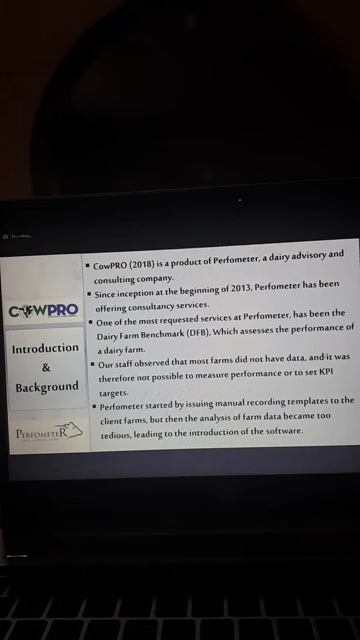 Recording...
• CowPRO (2018) is a product of Perfometer, a dairy advisory and
consulting company.
• Since inception at the beginning of 2013, Perfometer has been
offering consultancy services.
• One of the most requested services at Perfometer, has been the
Dairy Farm Benchmark (DFB), Which assesses the performance of
a dairy farm.
• Our staff observed that most farms did not have data, and it was
therefore not possible to measure performance or to set KPI
targets.
• Perfometer started by issuing manual recording templates to the
client farms, but then the analysis of farm data became too
tedious, leading to the introduction of the software.
COWPRO
Introduction
&
Background
PERFOMETER